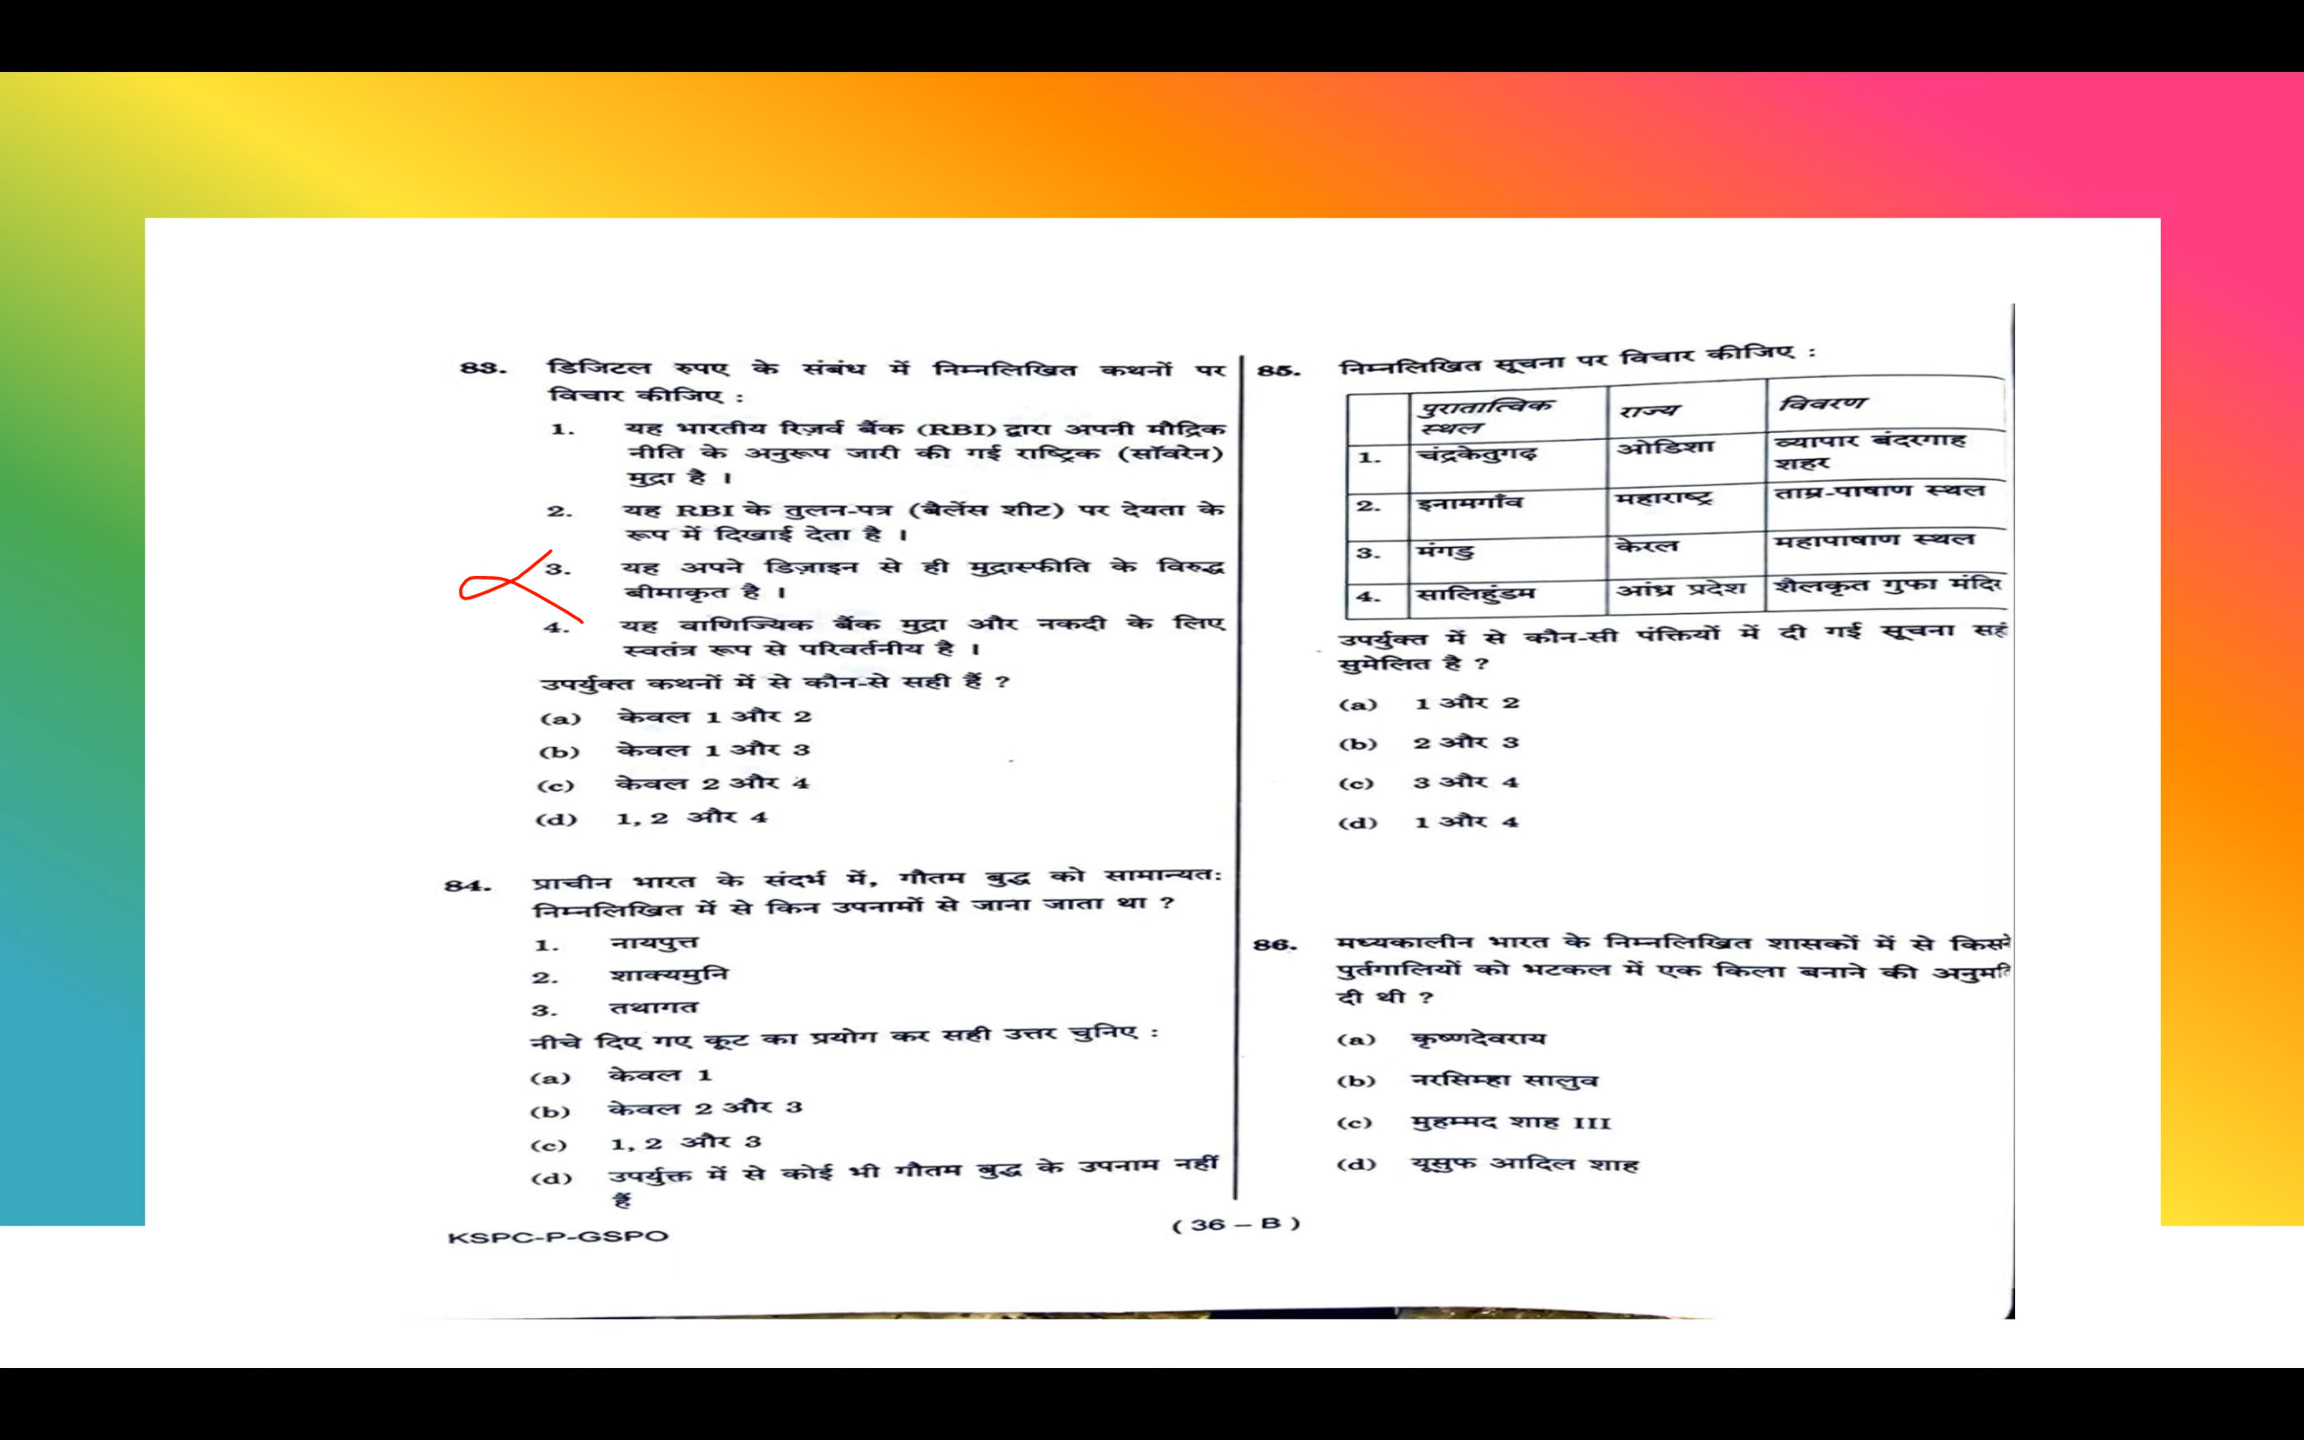 83. डिजिटल रुपए के संबंध में निम्नलिखित कथनों पर
विचार कीजिए :
1. यह भारतीय रिज़र्व बैंक (RBI) द्वारा अपनी मौद्रिक
नीति के अनुरूप जारी की गई राष्ट्रिक (सॉवरेन)
मुद्रा है ।
2. यह RBI के तुलन-पत्र (बैलेंस शीट) पर देयता के
रूप में दिखाई देता है ।
3. यह अपने डिज़ाइन से ही मुद्रास्फीति के विरुद्ध
बीमाकृत है ।
4. यह वाणिज्यिक बैंक मुद्रा और नकदी के लिए
स्वतंत्र रूप से परिवर्तनीय है ।
उपर्युक्त कथनों में से कौन-से सही हैं ?
(a) केवल 1 और 2
(b) केवल 1 और 3
(c) केवल 2 और 4
(d) 1, 2 और 4
84. प्राचीन भारत के संदर्भ में, गौतम बुद्ध को सामान्यतः
निम्नलिखित में से किन उपनामों से जाना जाता था ?
1. नायपुत्त
2. शाक्यमुनि
3. तथागत
नीचे दिए गए कूट का प्रयोग कर सही उत्तर चुनिए :
(a) केवल 1
(b) केवल 2 और 3
(c) 1, 2 और 3
(d) उपर्युक्त में से कोई भी गौतम बुद्ध के उपनाम नहीं
हैं
85. निम्नलिखित सूचना पर विचार कीजिए :
पुरातात्विक स्थल राज्य विवरण
1. चंद्रकेतुगढ़ ओडिशा व्यापार बंदरगाह शहर
2. इनामगाँव महाराष्ट्र ताम्र-पाषाण स्थल
3. मंगडु केरल महापाषाण स्थल
4. सालिहुंडम आंध्र प्रदेश शैलकृत गुफा मंदिर
उपर्युक्त में से कौन-सी पंक्तियों में दी गई सूचना
सुमेलित है ?
(a) 1 और 2
(b) 2 और 3
(c) 3 और 4
(d) 1 और 4
86. मध्यकालीन भारत के निम्नलिखित शासकों में से किसने
पुर्तगालियों को भटकल में एक किला बनाने की
दी थी ?
(a) कृष्णदेवराय
(b) नरसिम्हा सालुव
(c) मुहम्मद शाह III
(d) यूसुफ आदिल शाह
KSPC-P-GSPO
( 36 – B )